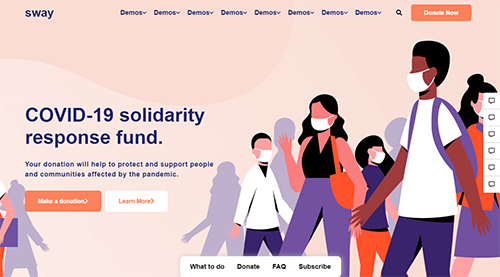 sway
Demos Demos Demos Demos Demos Demos Demos Demos
Donate Now
COVID-19 solidarity
response fund.
Your donation will help to protect and support people
and communities affected by the pandemic.
Make a donation
Learn More
What to do Donate FAQ Subscribe